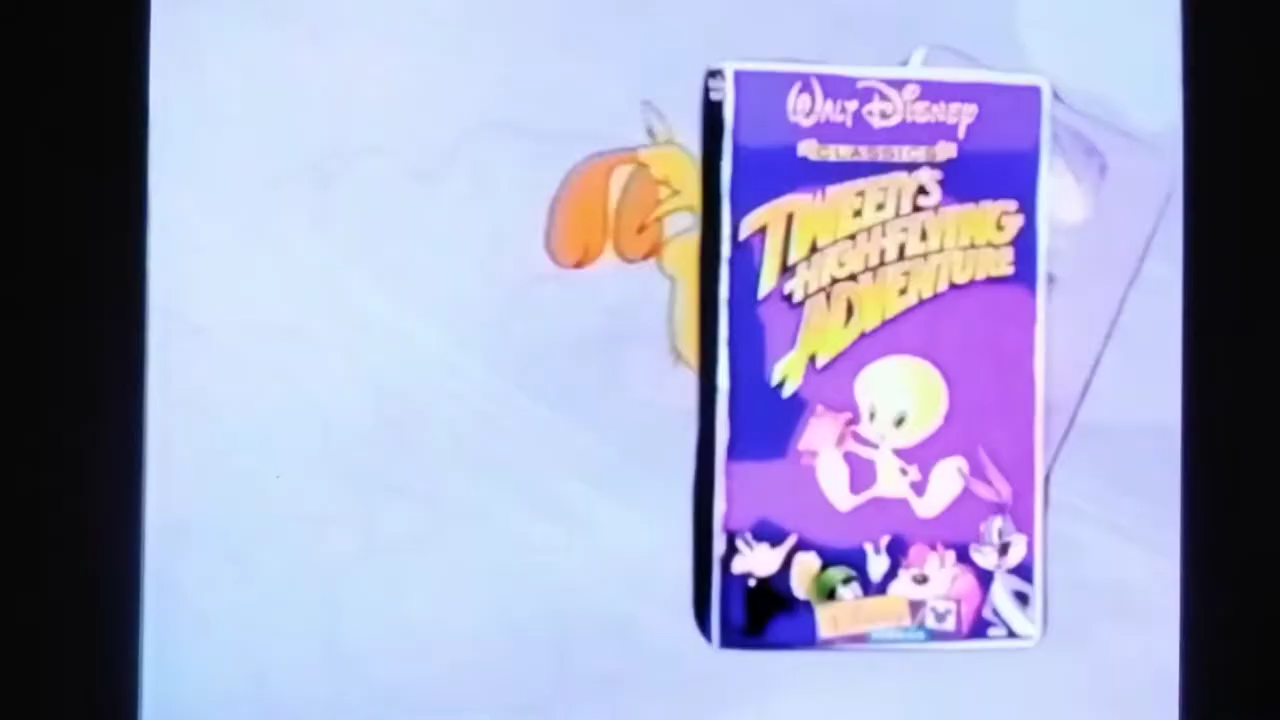 WALT DISNEY
CLASSICS
TWEETY'S
HIGH-FLYING
ADVENTURE